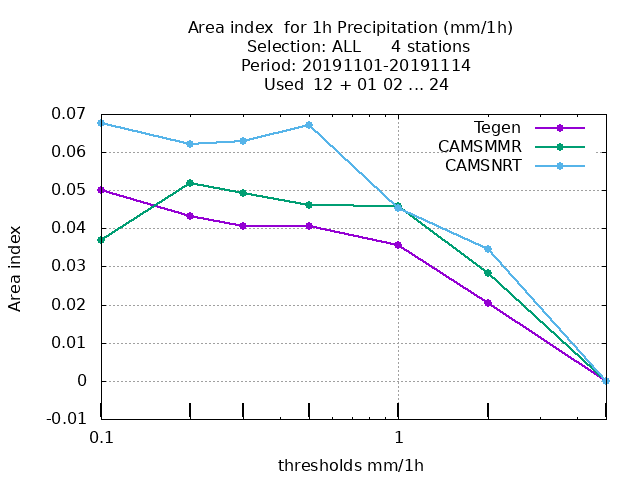 Area index  for 1h Precipitation (mm/1h)
Selection: ALL      4 stations
Period: 20191101-20191114
Used  12 + 01 02 ... 24
0.07
0.06
0.05
0.04
0.03
0.02
0.01
0
-0.01
Area index
Tegen
CAMSMMR
CAMSNRT
0.1
1
thresholds mm/1h